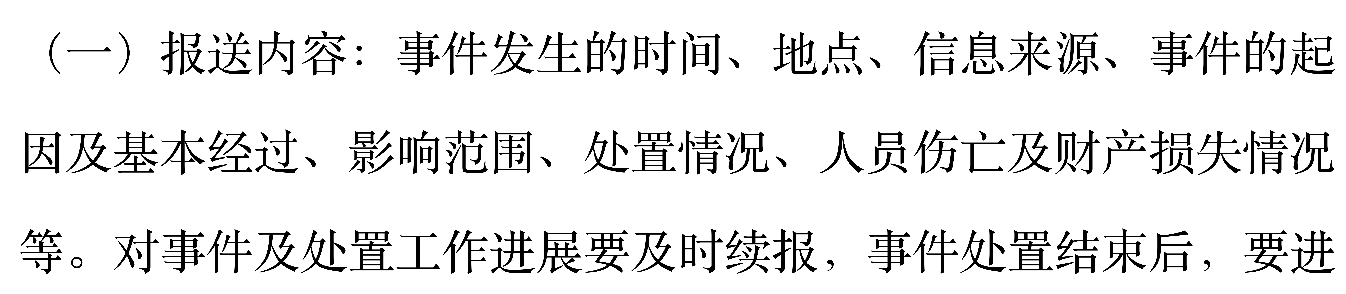 （一）报送内容：事件发生的时间、地点、信息来源、事件的起
因及基本经过、影响范围、处置情况、人员伤亡及财产损失情况
等。对事件及处置工作进展要及时续报，事件处置结束后，要进